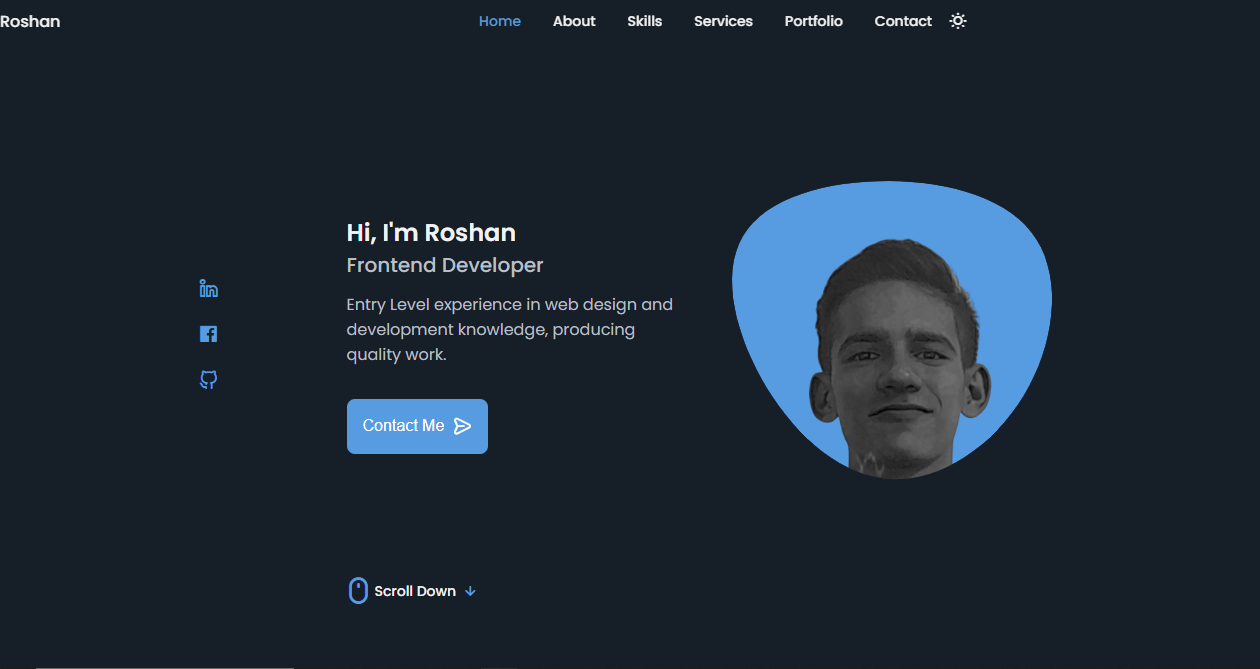 Roshan
Home About Skills Services Portfolio Contact
Hi, I'm Roshan
Frontend Developer
Entry Level experience in web design and
development knowledge, producing
quality work.
Contact Me
Scroll Down